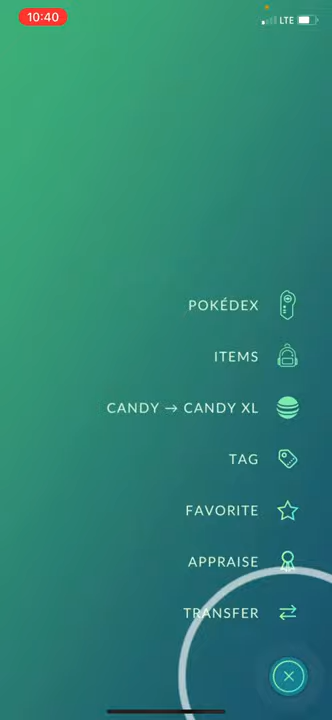 10:40
LTE
POKÉDEX
ITEMS
CANDY → CANDY XL
TAG
FAVORITE
APPRAISE
TRANSFER